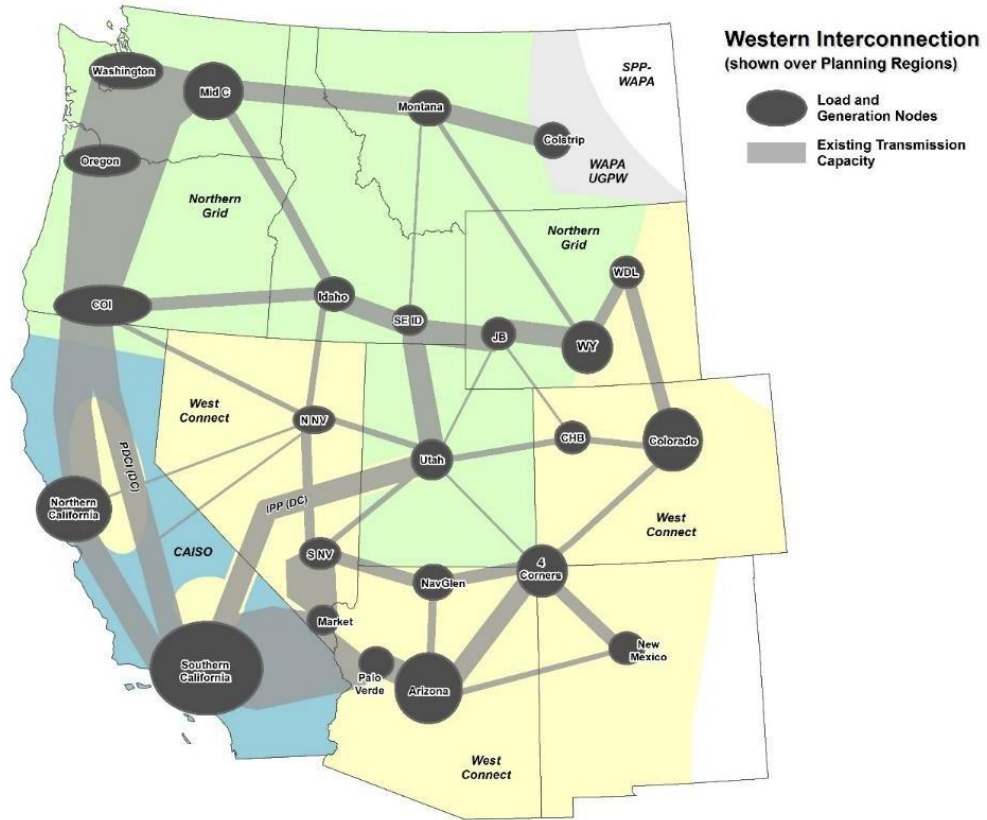 Western Interconnection
(shown over Planning Regions)
Load and
Generation Nodes
Existing Transmission
Capacity
SPP-
WAPA
Washington
Mid C
Montana
Colstrip
Oregon
WAPA
UGPW
Northern
Grid
Northern
Grid
WDL
COI
Idaho
SE ID
JB
WY
West
Connect
N NV
CHB
Colorado
Utah
PDCI (DC)
IPP (DC)
Northern
California
West
Connect
CAISO
S NV
NavGlen
4
Corners
Market
New
Mexico
Southern
California
Palo
Verde
Arizona
West
Connect